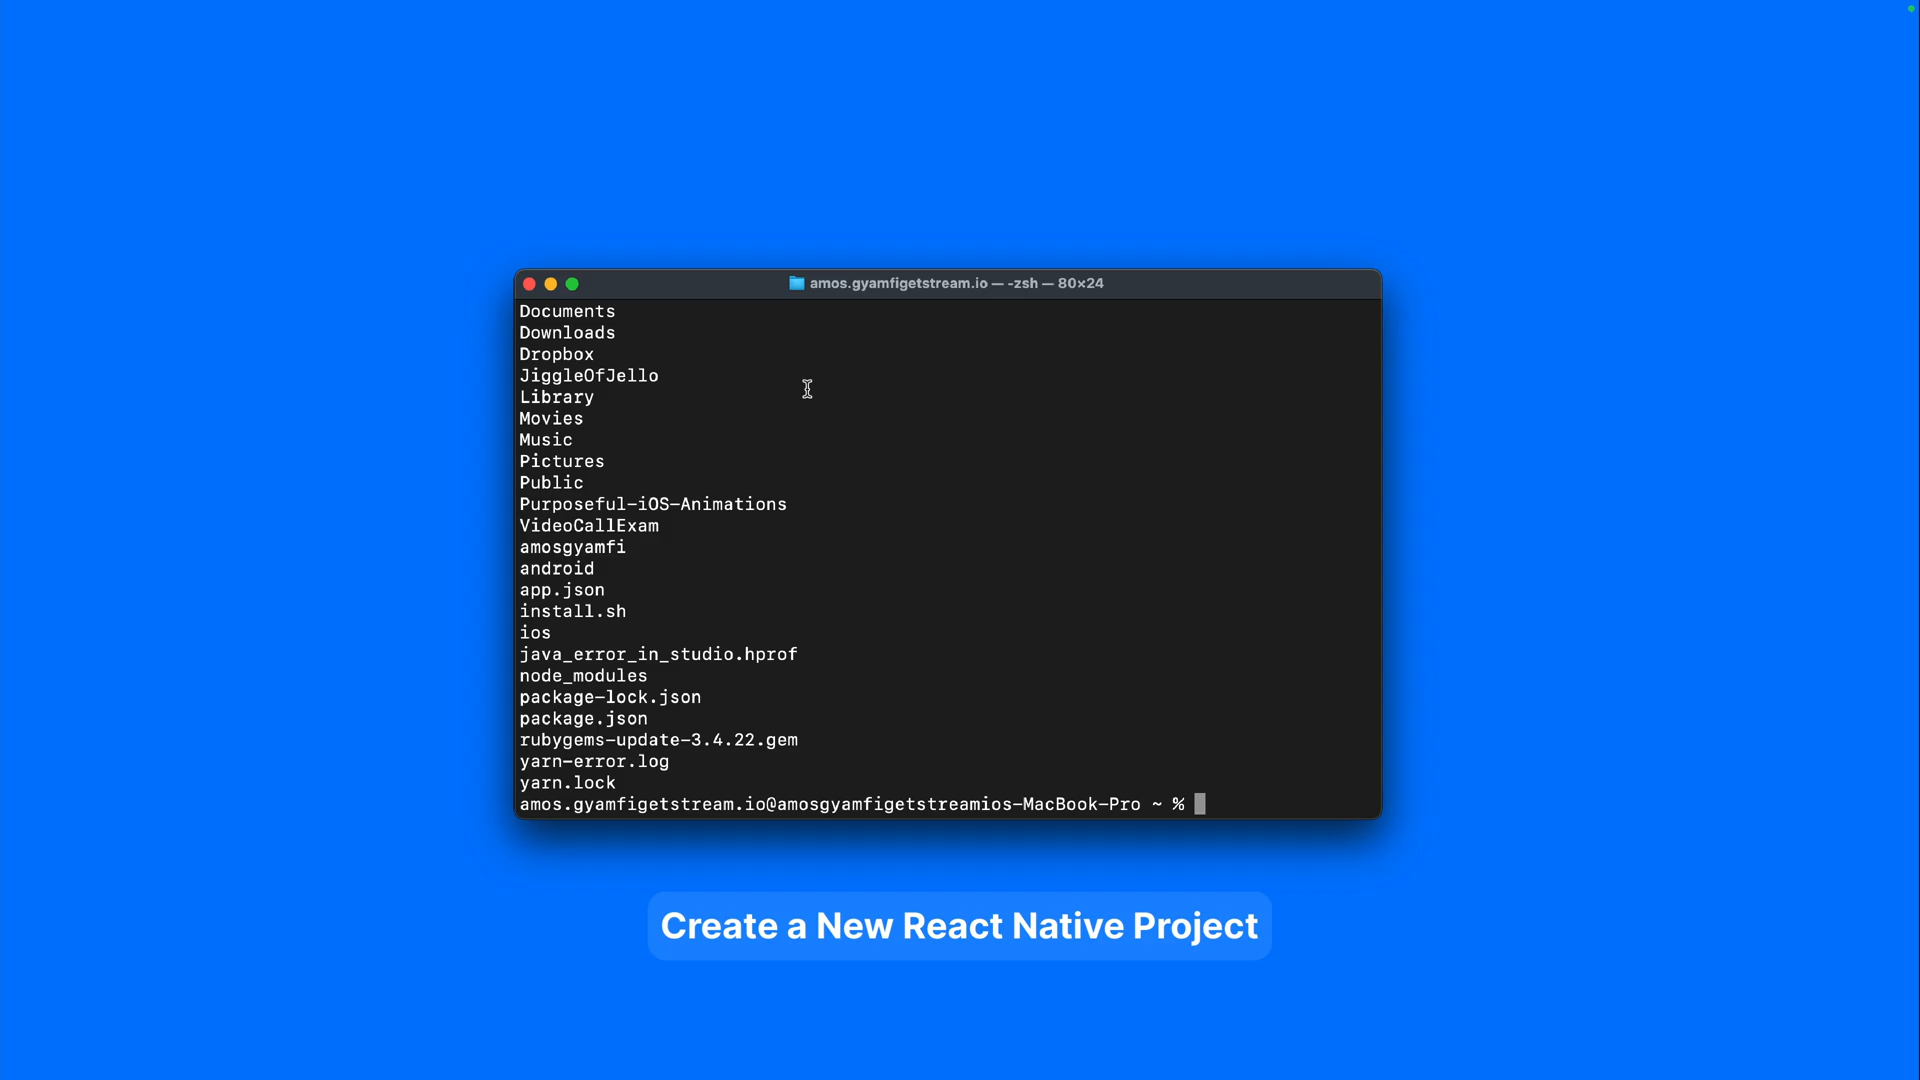 amos.gyamfigetstream.io — -zsh — 80×24
Documents
Downloads
Dropbox
JiggleOfJello
Library
Movies
Music
Pictures
Public
Purposeful-iOS-Animations
VideoCallExam
amosgyamfi
android
app.json
install.sh
ios
java_error_in_studio.hprof
node_modules
package-lock.json
package.json
rubygems-update-3.4.22.gem
yarn-error.log
yarn.lock
amos.gyamfigetstream.io@amosgyamfigetstreamios-MacBook-Pro ~ %
Create a New React Native Project